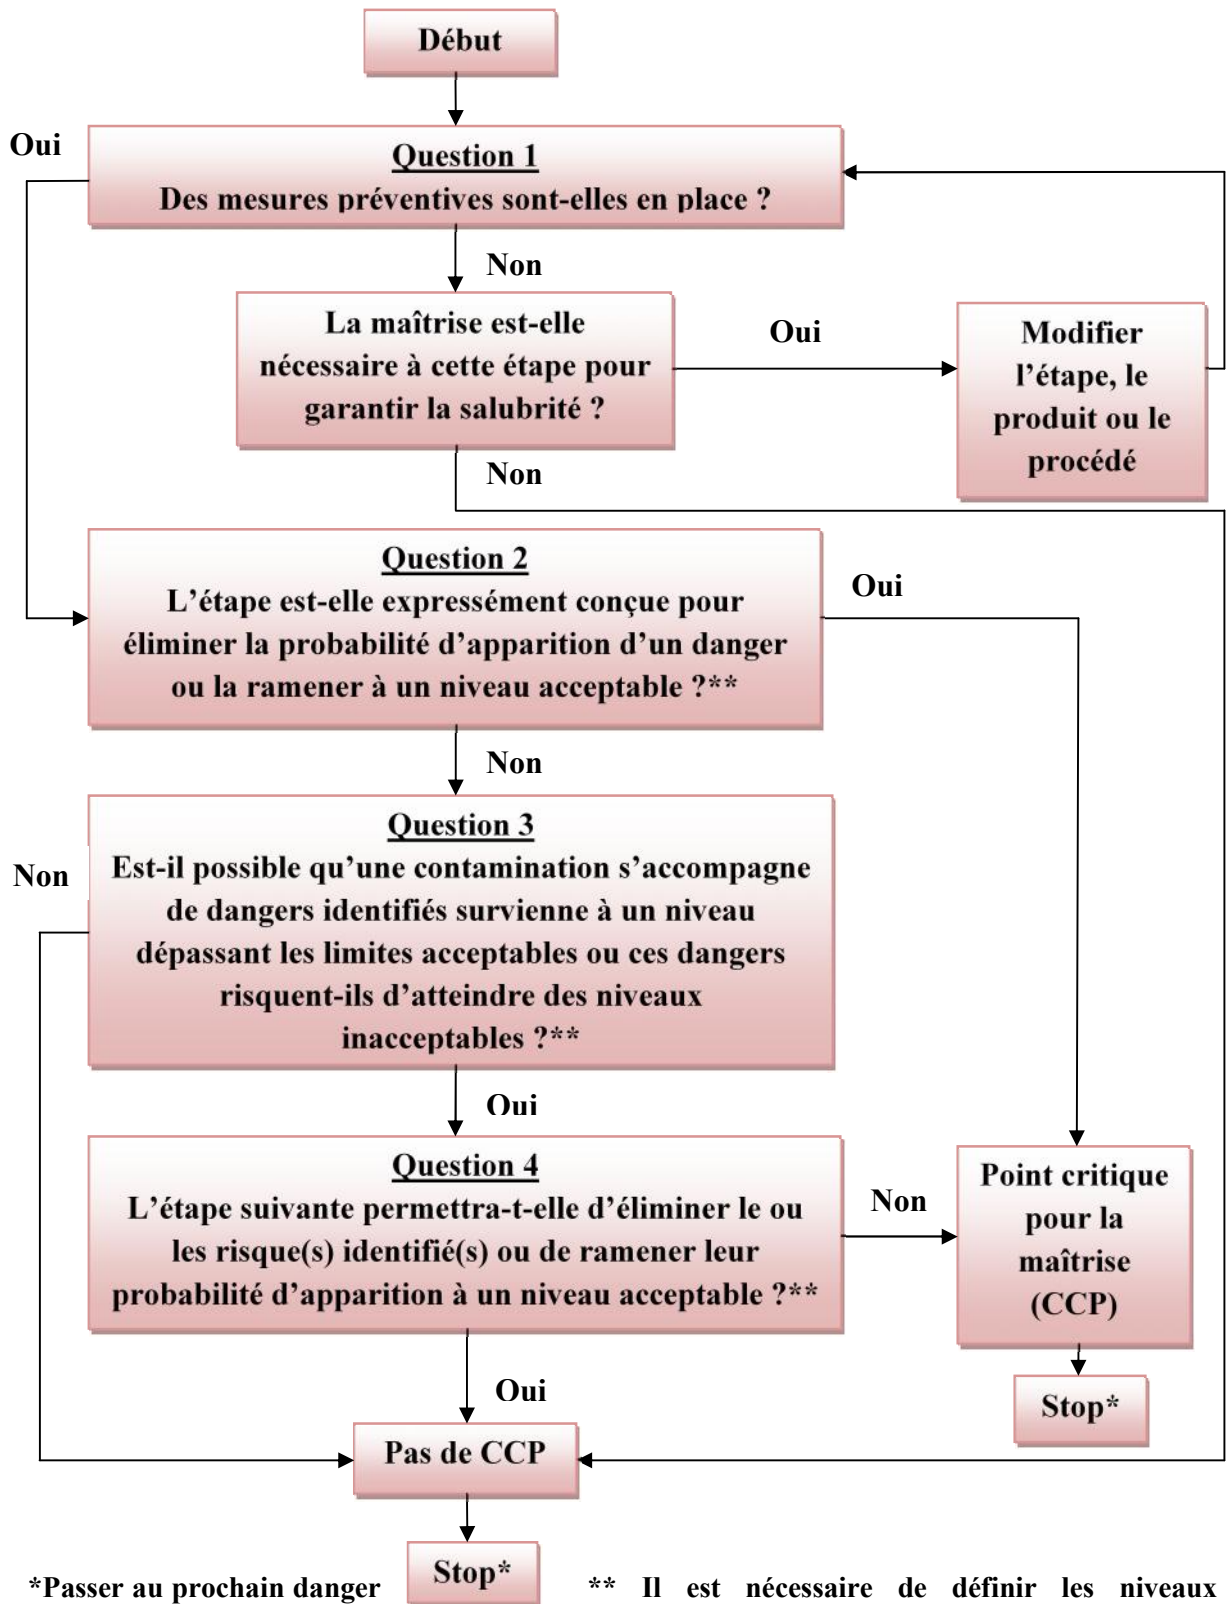 Début
Oui
Question 1
Des mesures préventives sont-elles en place ?
Non
La maîtrise est-elle
nécessaire à cette étape pour
garantir la salubrité ?
Oui
Modifier
l’étape, le
produit ou le
procédé
Non
Question 2
L’étape est-elle expressément conçue pour
éliminer la probabilité d’apparition d’un danger
ou la ramener à un niveau acceptable ?**
Oui
Non
Question 3
Est-il possible qu’une contamination s’accompagne
de dangers identifiés survienne à un niveau
dépassant les limites acceptables ou ces dangers
risquent-ils d’atteindre des niveaux
inacceptables ?**
Non
Oui
Question 4
L’étape suivante permettra-t-elle d’éliminer le ou
les risque(s) identifié(s) ou de ramener leur
probabilité d’apparition à un niveau acceptable ?**
Non
Point critique
pour la
maîtrise
(CCP)
Stop*
Oui
Pas de CCP
Stop*
*Passer au prochain danger
** Il est nécessaire de définir les niveaux